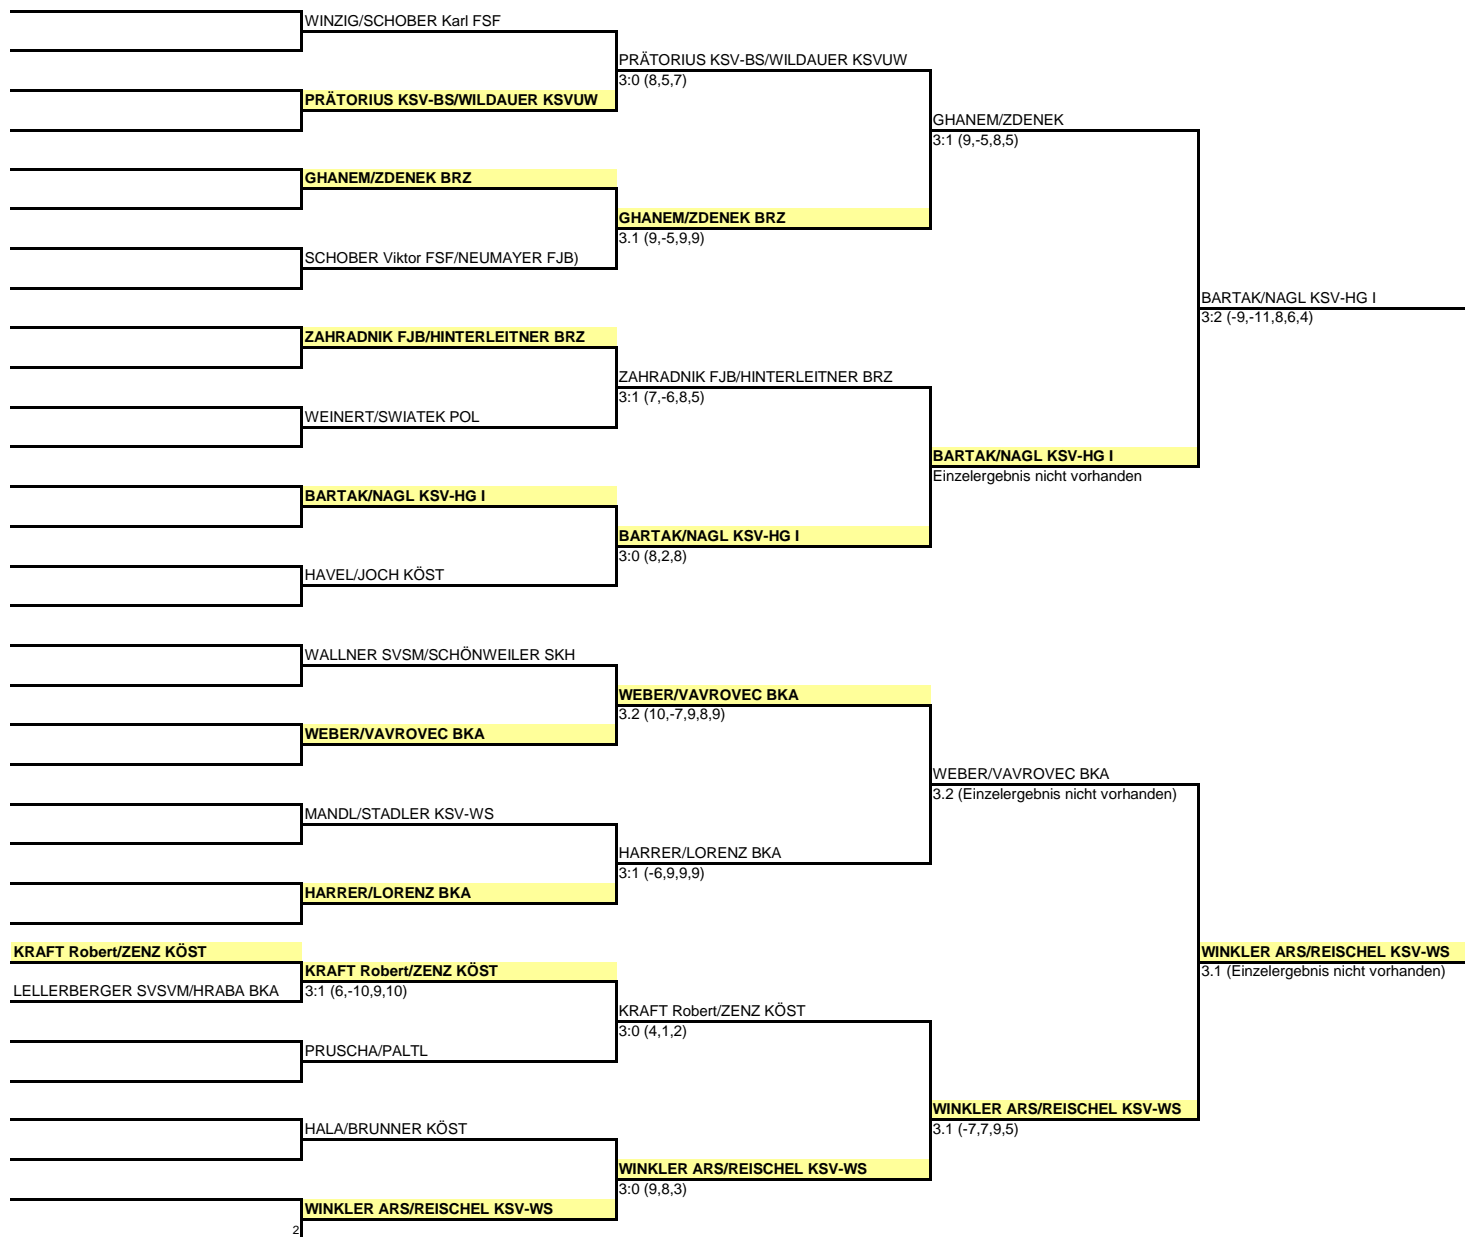 WINZIG/SCHOBER Karl FSF
PRÄTORIUS KSV-BS/WILDAUER KSVUW
3:0 (8,5,7)
PRÄTORIUS KSV-BS/WILDAUER KSVUW
GHANEM/ZDENEK
3:1 (9,-5,8,5)
GHANEM/ZDENEK BRZ
GHANEM/ZDENEK BRZ
3.1 (9,-5,9,9)
SCHOBER Viktor FSF/NEUMAYER FJB)
BARTAK/NAGL KSV-HG I
3:2 (-9,-11,8,6,4)
ZAHRADNIK FJB/HINTERLEITNER BRZ
ZAHRADNIK FJB/HINTERLEITNER BRZ
3:1 (7,-6,8,5)
WEINERT/SWIATEK POL
BARTAK/NAGL KSV-HG I
Einzelergebnis nicht vorhanden
BARTAK/NAGL KSV-HG I
BARTAK/NAGL KSV-HG I
3:0 (8,2,8)
HAVEL/JOCH KÖST
WALLNER SVSM/SCHÖNWEILER SKH
WEBER/VAVROVEC BKA
3.2 (10,-7,9,8,9)
WEBER/VAVROVEC BKA
WEBER/VAVROVEC BKA
3.2 (Einzelergebnis nicht vorhanden)
MANDL/STADLER KSV-WS
HARRER/LORENZ BKA
3:1 (-6,9,9,9)
HARRER/LORENZ BKA
KRAFT Robert/ZENZ KÖST
WINKLER ARS/REISCHEL KSV-WS
3.1 (Einzelergebnis nicht vorhanden)
KRAFT Robert/ZENZ KÖST
LELLERBERGER SVSVM/HRABA BKA
3:1 (6,-10,9,10)
KRAFT Robert/ZENZ KÖST
3:0 (4,1,2)
PRUSCHA/PALTL
WINKLER ARS/REISCHEL KSV-WS
3.1 (-7,7,9,5)
HALA/BRUNNER KÖST
WINKLER ARS/REISCHEL KSV-WS
3:0 (9,8,3)
WINKLER ARS/REISCHEL KSV-WS
2